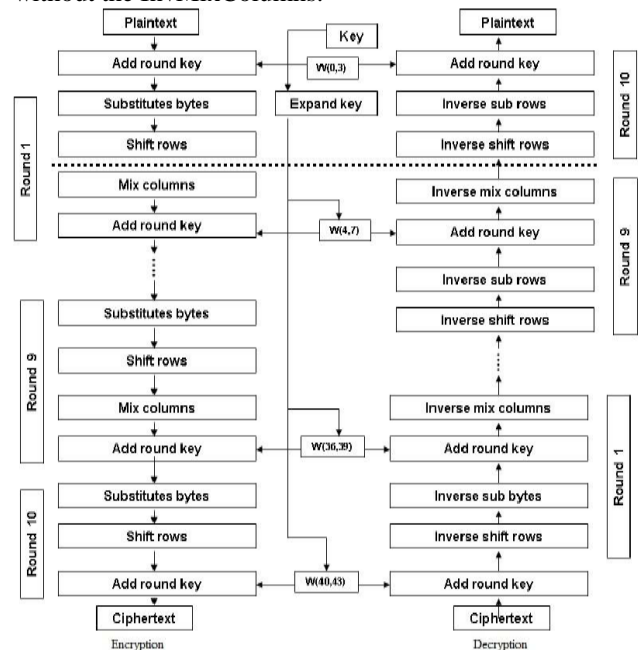 without the InvMixColumns.
Plaintext
Add round key
Substitutes bytes
Shift rows
Mix columns
Add round key
Substitutes bytes
Shift rows
Mix columns
Add round key
Substitutes bytes
Shift rows
Add round key
Ciphertext
Encryption
Round 1
Round 9
Round 10
Key
W(0,3)
Expand key
W(4,7)
W(36,39)
W(40,43)
Plaintext
Add round key
Inverse sub rows
Inverse shift rows
Inverse mix columns
Add round key
Inverse sub rows
Inverse shift rows
Inverse mix columns
Add round key
Inverse sub bytes
Inverse shift rows
Add round key
Ciphertext
Decryption
Round 10
Round 9
Round 1